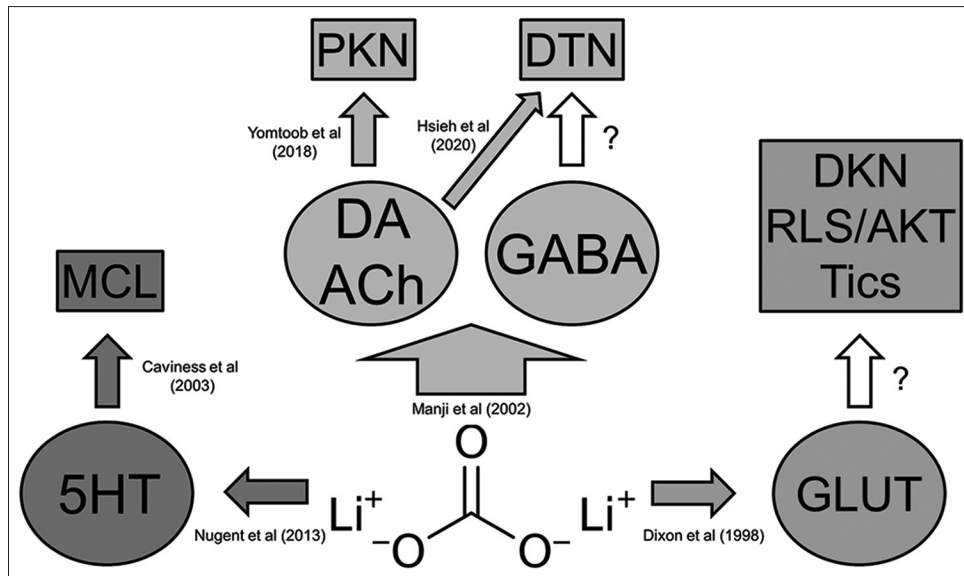 PKN
DTN
Yomtoob et al
(2018)
Hsieh et al
(2020)
?
DA
ACh
GABA
DKN
RLS/AKT
Tics
MCL
Caviness et al
(2003)
?
Manji et al (2002)
5HT
Nugent et al (2013)
Li+
O
−O
O−
Li+
Dixon et al (1998)
GLUT